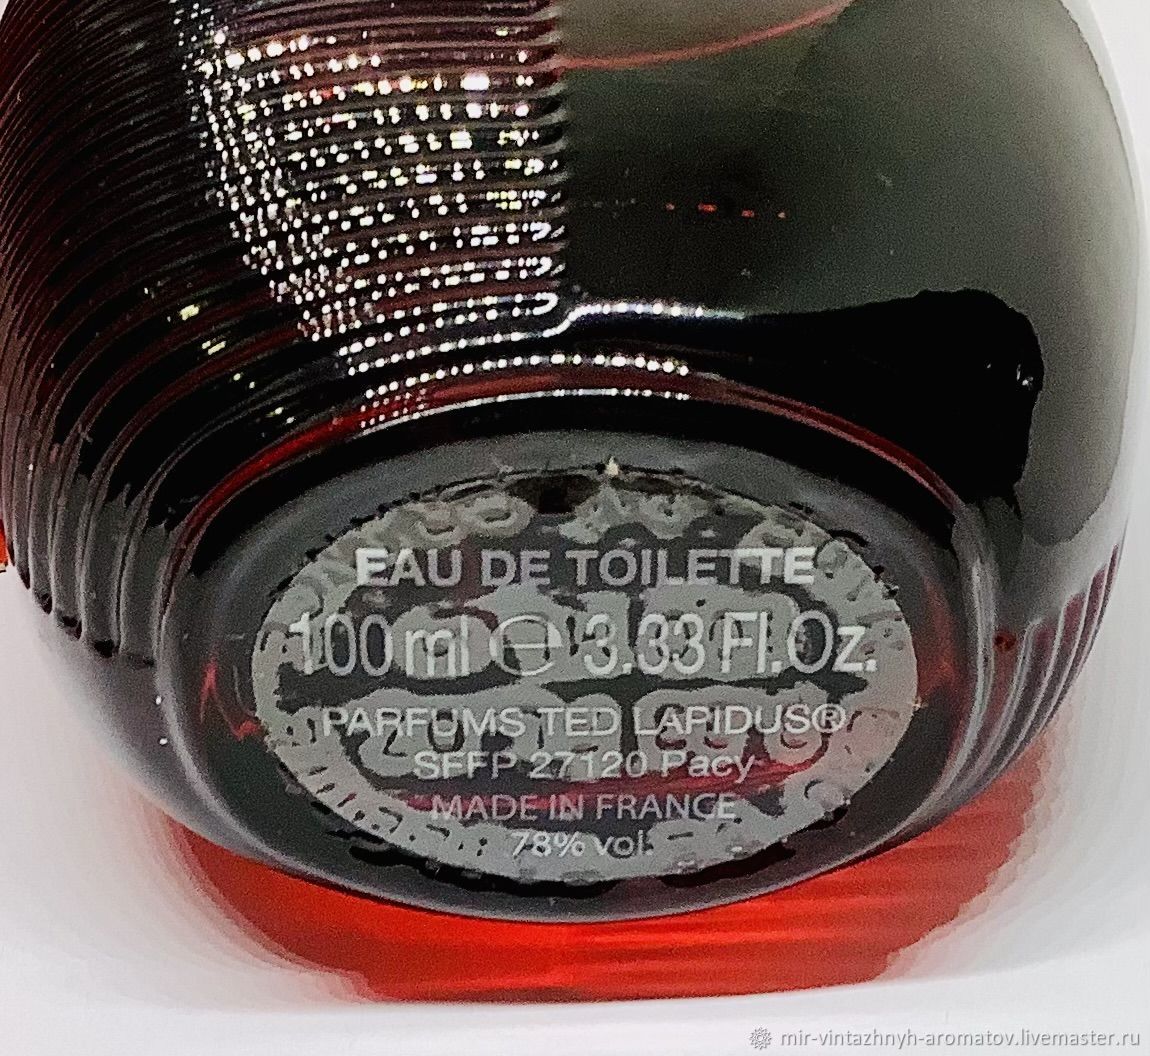 EAU DE TOILETTE
100 ml ℮ 3.33 Fl.Oz.
PARFUMS TED LAPIDUS®
SFFP 27120 Pacy
MADE IN FRANCE
78% vol.
mir-vintazhnyh-aromatov.livemaster.ru